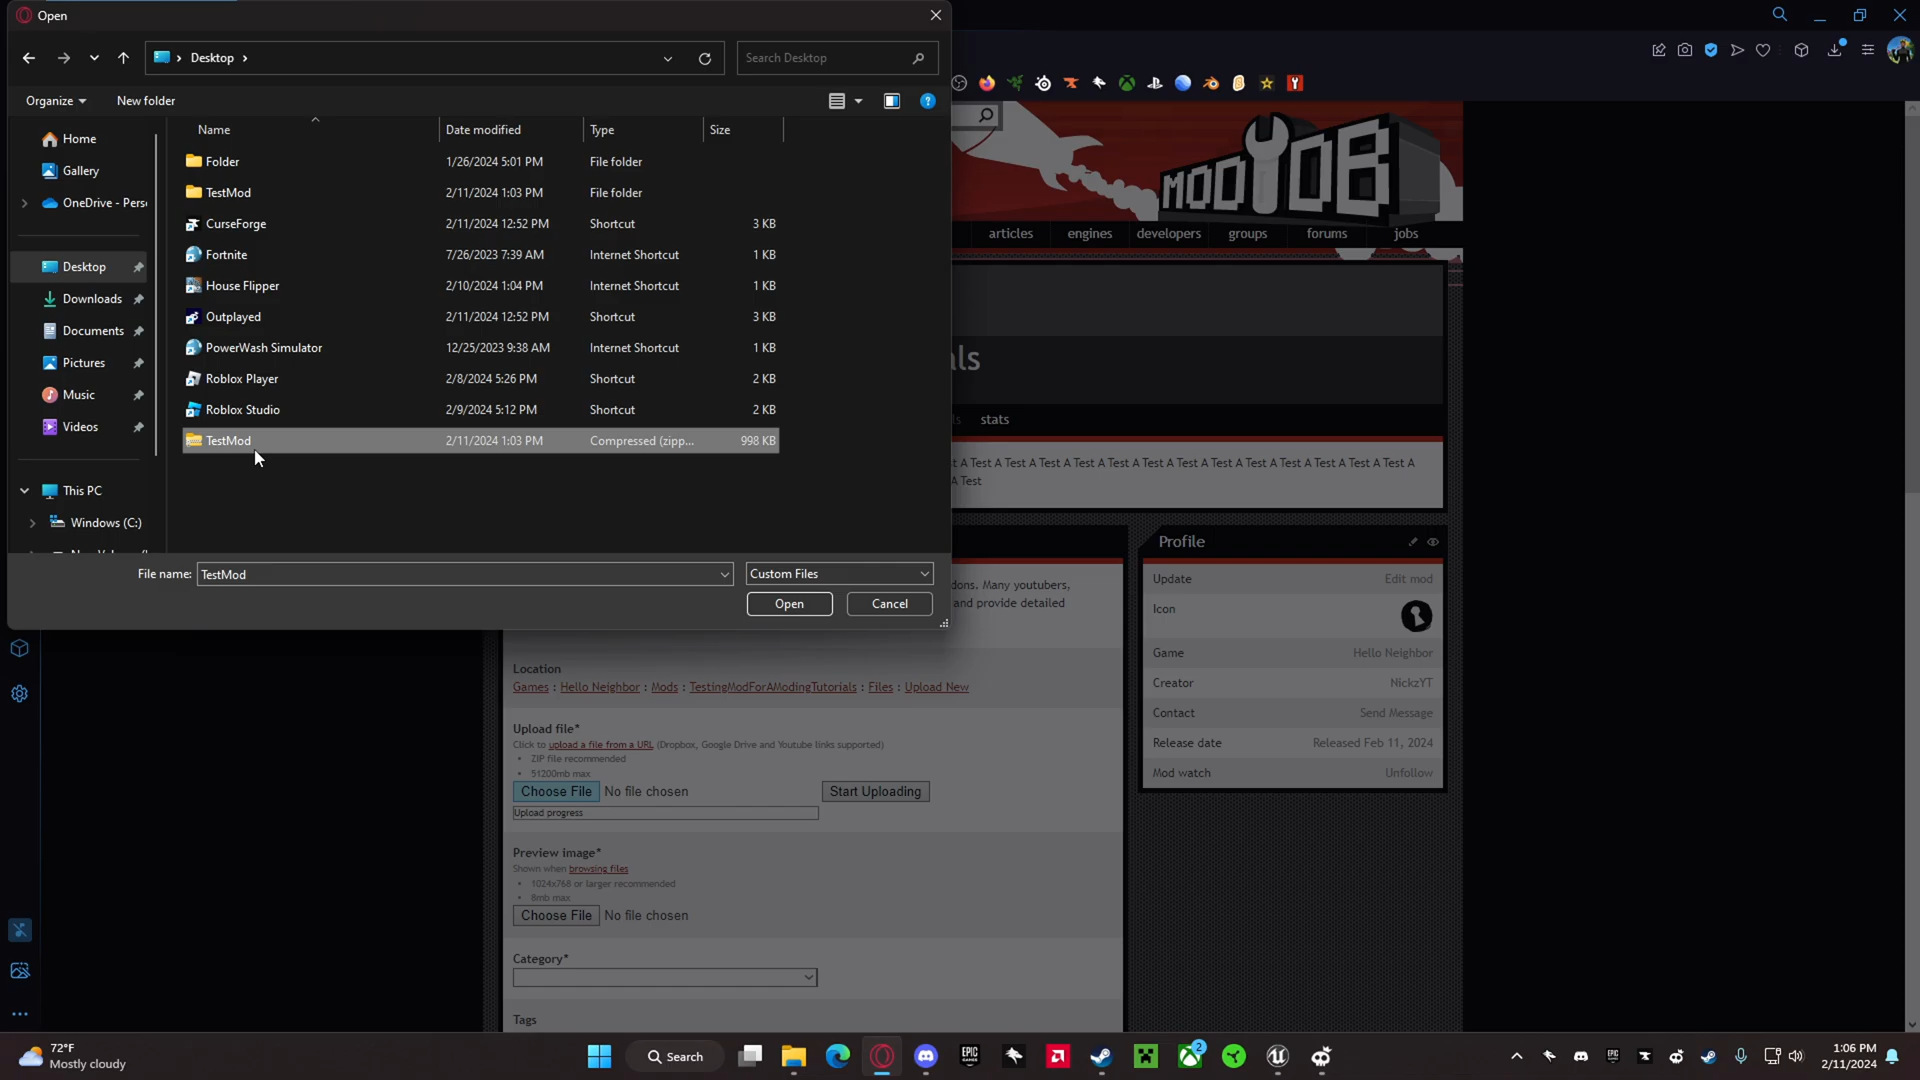 Open
Desktop
Search Desktop
Organize
New folder
Name
Date modified
Type
Size
Home
Gallery
OneDrive - Pers
Desktop
Downloads
Documents
Pictures
Music
Videos
This PC
Windows (C:)
Folder 1/26/2024 5:01 PM File folder
TestMod 2/11/2024 1:03 PM File folder
CurseForge 2/11/2024 12:52 PM Shortcut 3 KB
Fortnite 7/26/2023 7:39 AM Internet Shortcut 1 KB
House Flipper 2/10/2024 1:04 PM Internet Shortcut 1 KB
Outplayed 2/11/2024 12:52 PM Shortcut 3 KB
PowerWash Simulator 12/25/2023 9:38 AM Internet Shortcut 1 KB
Roblox Player 2/8/2024 5:26 PM Shortcut 2 KB
Roblox Studio 2/9/2024 5:12 PM Shortcut 2 KB
TestMod 2/11/2024 1:03 PM Compressed (zipp... 998 KB
File name: TestMod
Custom Files
Open
Cancel
MOD DB
articles engines developers groups forums jobs
ls
ls stats
t A Test A Test A Test A Test A Test A Test A Test A Test A Test A Test A Test A Test A Test A
A Test
dons. Many youtubers,
and provide detailed
Location
Games : Hello Neighbor : Mods : TestingModForAModingTutorials : Files : Upload New
Upload file*
Click to upload a file from a URL (Dropbox, Google Drive and Youtube links supported)
• ZIP file recommended
• 51200mb max
Choose File No file chosen
Start Uploading
Upload progress
Preview image*
Shown when browsing files
• 1024x768 or larger recommended
• 8mb max
Choose File No file chosen
Category*
Tags
Profile
Update Edit mod
Icon
Game Hello Neighbor
Creator NickzYT
Contact Send Message
Release date Released Feb 11, 2024
Mod watch Unfollow
72°F
Mostly cloudy
Search
EPIC
GAMES
2
EPIC
1:06 PM
2/11/2024